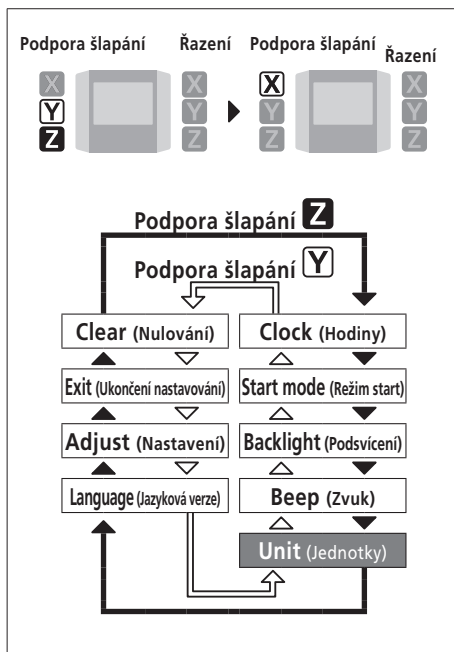 Podpora šlapání Řazení Podpora šlapání Řazení
X X X X
Y Y Y Y
Z Z Z Z
Podpora šlapání Z
Podpora šlapání Y
Clear (Nulování) Clock (Hodiny)
Exit (Ukončení nastavování) Start mode (Režim start)
Adjust (Nastavení) Backlight (Podsvícení)
Language (Jazyková verze) Beep (Zvuk)
Unit (Jednotky)